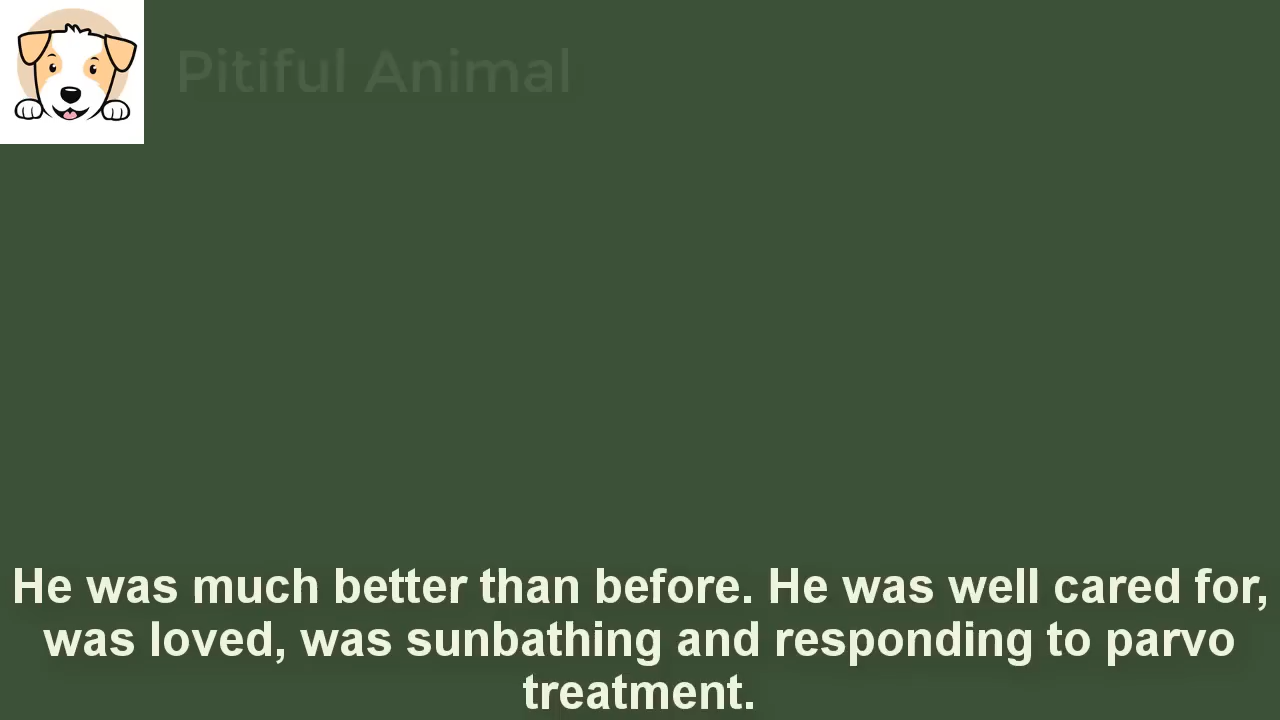 Pitiful Animal
He was much better than before. He was well cared for,
was loved, was sunbathing and responding to parvo
treatment.